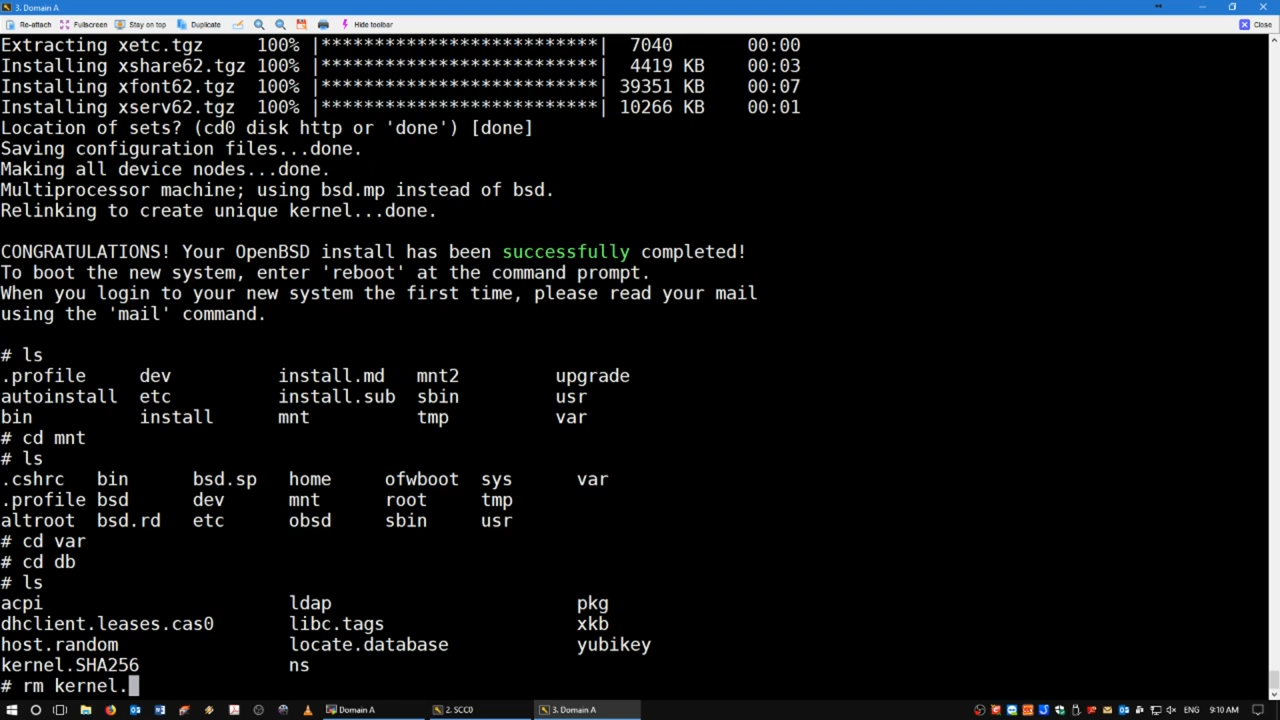 3. Domain A
Re-attach Fullscreen Stay on top Duplicate Hide toolbar Close
Extracting xetc.tgz 100% |**************************| 7040 00:00
Installing xshare62.tgz 100% |**************************| 4419 KB 00:03
Installing xfont62.tgz 100% |**************************| 39351 KB 00:07
Installing xserv62.tgz 100% |**************************| 10266 KB 00:01
Location of sets? (cd0 disk http or 'done') [done]
Saving configuration files...done.
Making all device nodes...done.
Multiprocessor machine; using bsd.mp instead of bsd.
Relinking to create unique kernel...done.
CONGRATULATIONS! Your OpenBSD install has been successfully completed!
To boot the new system, enter 'reboot' at the command prompt.
When you login to your new system the first time, please read your mail
using the 'mail' command.
# ls
.profile dev install.md mnt2 upgrade
autoinstall etc install.sub sbin usr
bin install mnt tmp var
# cd mnt
# ls
.cshrc bin bsd.sp home ofwboot sys var
.profile bsd dev mnt root tmp
altroot bsd.rd etc obsd sbin usr
# cd var
# cd db
# ls
acpi ldap pkg
dhclient.leases.cas0 libc.tags xkb
host.random locate.database yubikey
kernel.SHA256 ns
# rm kernel.
Domain A 2. SCC0 3. Domain A ENG 9:10 AM